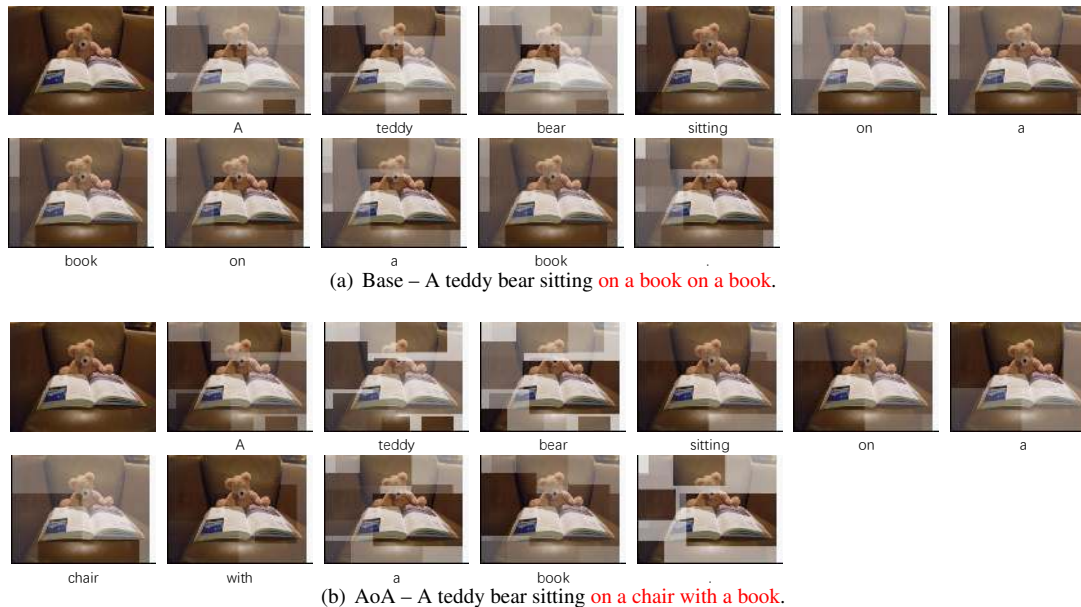 A teddy bear sitting on a
book on a book .
(a) Base – A teddy bear sitting on a book on a book.
A teddy bear sitting on a
chair with a book .
(b) AoA – A teddy bear sitting on a chair with a book.